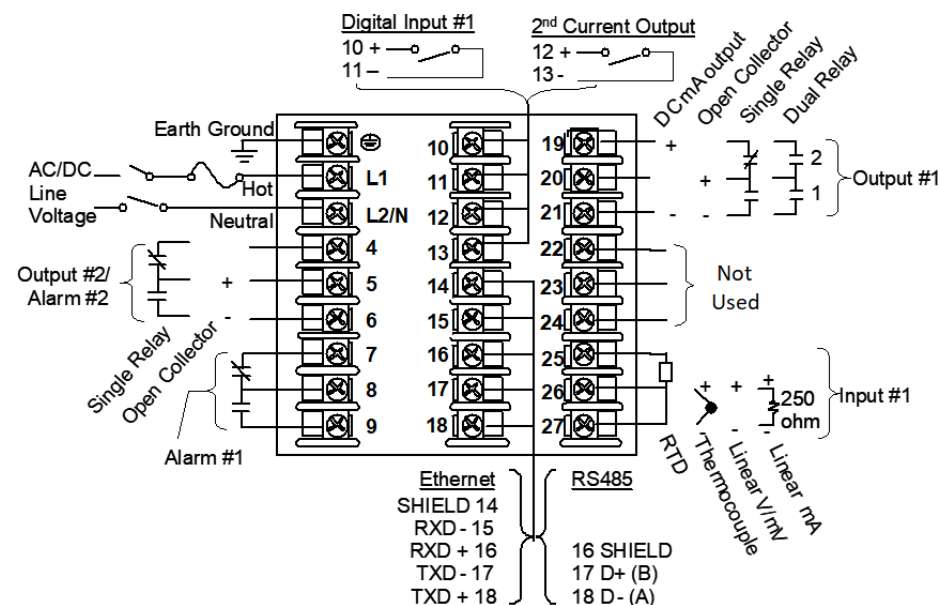 Digital Input #1
10 +
11 –
2nd Current Output
12 +
13 -
DC mA output
Open Collector
Single Relay
Dual Relay
Earth Ground
AC/DC
Line
Voltage
Hot
Neutral
L1
L2/N
4
5
6
7
8
9
10
11
12
13
14
15
16
17
18
19
20
21
22
23
24
25
26
27
+
-
+
-
2
1
Output #1
Output #2/
Alarm #2
+
-
Single Relay
Open Collector
Alarm #1
Not
Used
+
-
+
-
+
-
250
ohm
Input #1
RTD
Thermocouple
Linear V/mV
Linear mA
Ethernet
SHIELD 14
RXD - 15
RXD + 16
TXD - 17
TXD + 18
RS485
16 SHIELD
17 D+ (B)
18 D- (A)